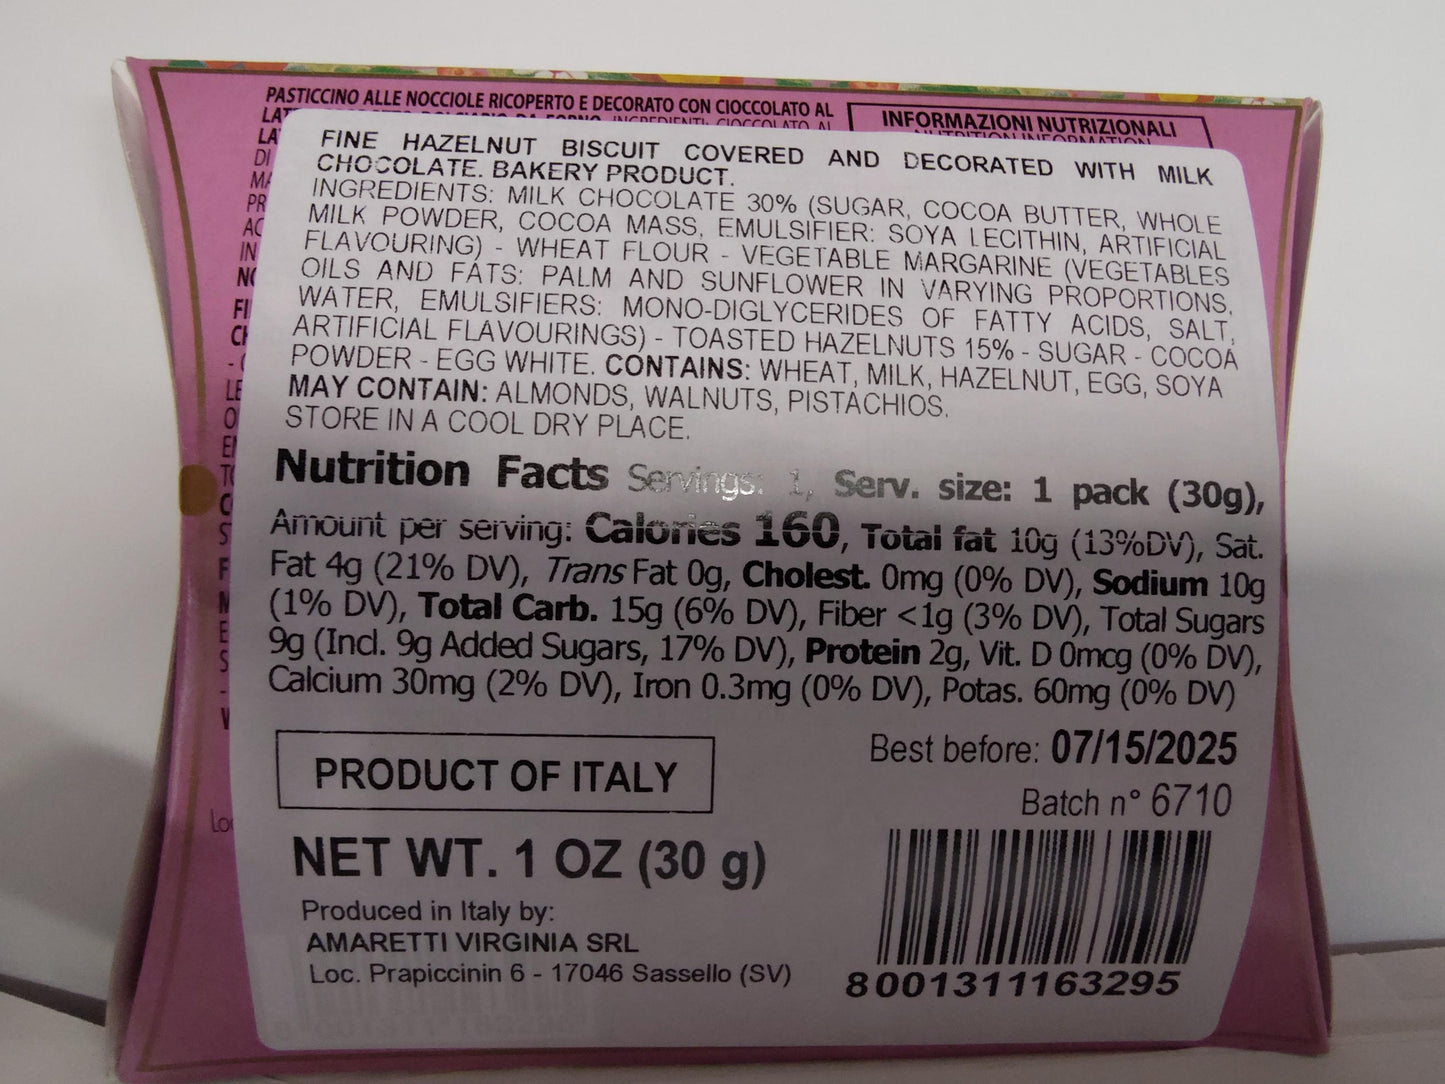 PASTICCINO ALLE NOCCIOLE RICOPERTO E DECORATO CON CIOCCOLATO AL
INFORMAZIONI NUTRIZIONALI
NUTRITION INFORMATION
FINE HAZELNUT BISCUIT COVERED AND DECORATED WITH MILK
CHOCOLATE. BAKERY PRODUCT.
INGREDIENTS: MILK CHOCOLATE 30% (SUGAR, COCOA BUTTER, WHOLE
MILK POWDER, COCOA MASS, EMULSIFIER: SOYA LECITHIN, ARTIFICIAL
FLAVOURING) - WHEAT FLOUR - VEGETABLE MARGARINE (VEGETABLES
OILS AND FATS: PALM AND SUNFLOWER IN VARYING PROPORTIONS,
WATER, EMULSIFIERS: MONO-DIGLYCERIDES OF FATTY ACIDS, SALT,
ARTIFICIAL FLAVOURINGS) - TOASTED HAZELNUTS 15% - SUGAR - COCOA
POWDER - EGG WHITE. CONTAINS: WHEAT, MILK, HAZELNUT, EGG, SOYA
MAY CONTAIN: ALMONDS, WALNUTS, PISTACHIOS.
STORE IN A COOL DRY PLACE.
Nutrition Facts Servings: 1, Serv. size: 1 pack (30g),
Amount per serving: Calories 160, Total fat 10g (13%DV), Sat.
Fat 4g (21% DV), Trans Fat 0g, Cholest. 0mg (0% DV), Sodium 10g
(1% DV), Total Carb. 15g (6% DV), Fiber <1g (3% DV), Total Sugars
9g (Incl. 9g Added Sugars, 17% DV), Protein 2g, Vit. D 0mcg (0% DV),
Calcium 30mg (2% DV), Iron 0.3mg (0% DV), Potas. 60mg (0% DV)
PRODUCT OF ITALY
Best before: 07/15/2025
Batch n° 6710
NET WT. 1 OZ (30 g)
Produced in Italy by:
AMARETTI VIRGINIA SRL
Loc. Prapiccinin 6 - 17046 Sassello (SV)
8001311163295